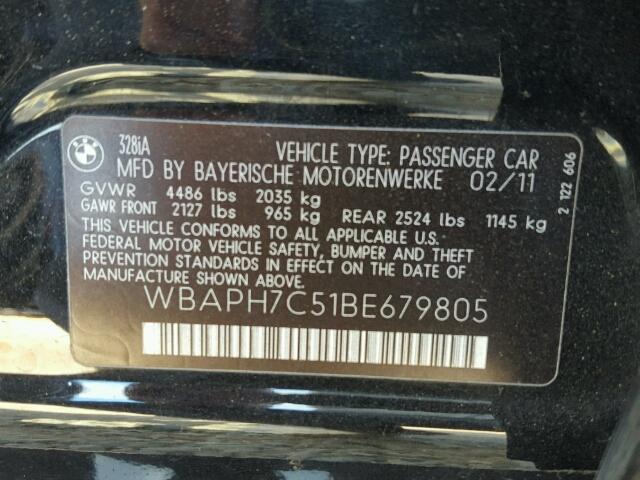 BMW
328iA VEHICLE TYPE: PASSENGER CAR
MFD BY BAYERISCHE MOTORENWERKE 02/11
GVWR 4486 lbs 2035 kg
GAWR FRONT 2127 lbs 965 kg REAR 2524 lbs 1145 kg
THIS VEHICLE CONFORMS TO ALL APPLICABLE U.S.
FEDERAL MOTOR VEHICLE SAFETY, BUMPER AND THEFT
PREVENTION STANDARDS IN EFFECT ON THE DATE OF
MANUFACTURE SHOWN ABOVE.
WBAPH7C51BE679805
2 122 606